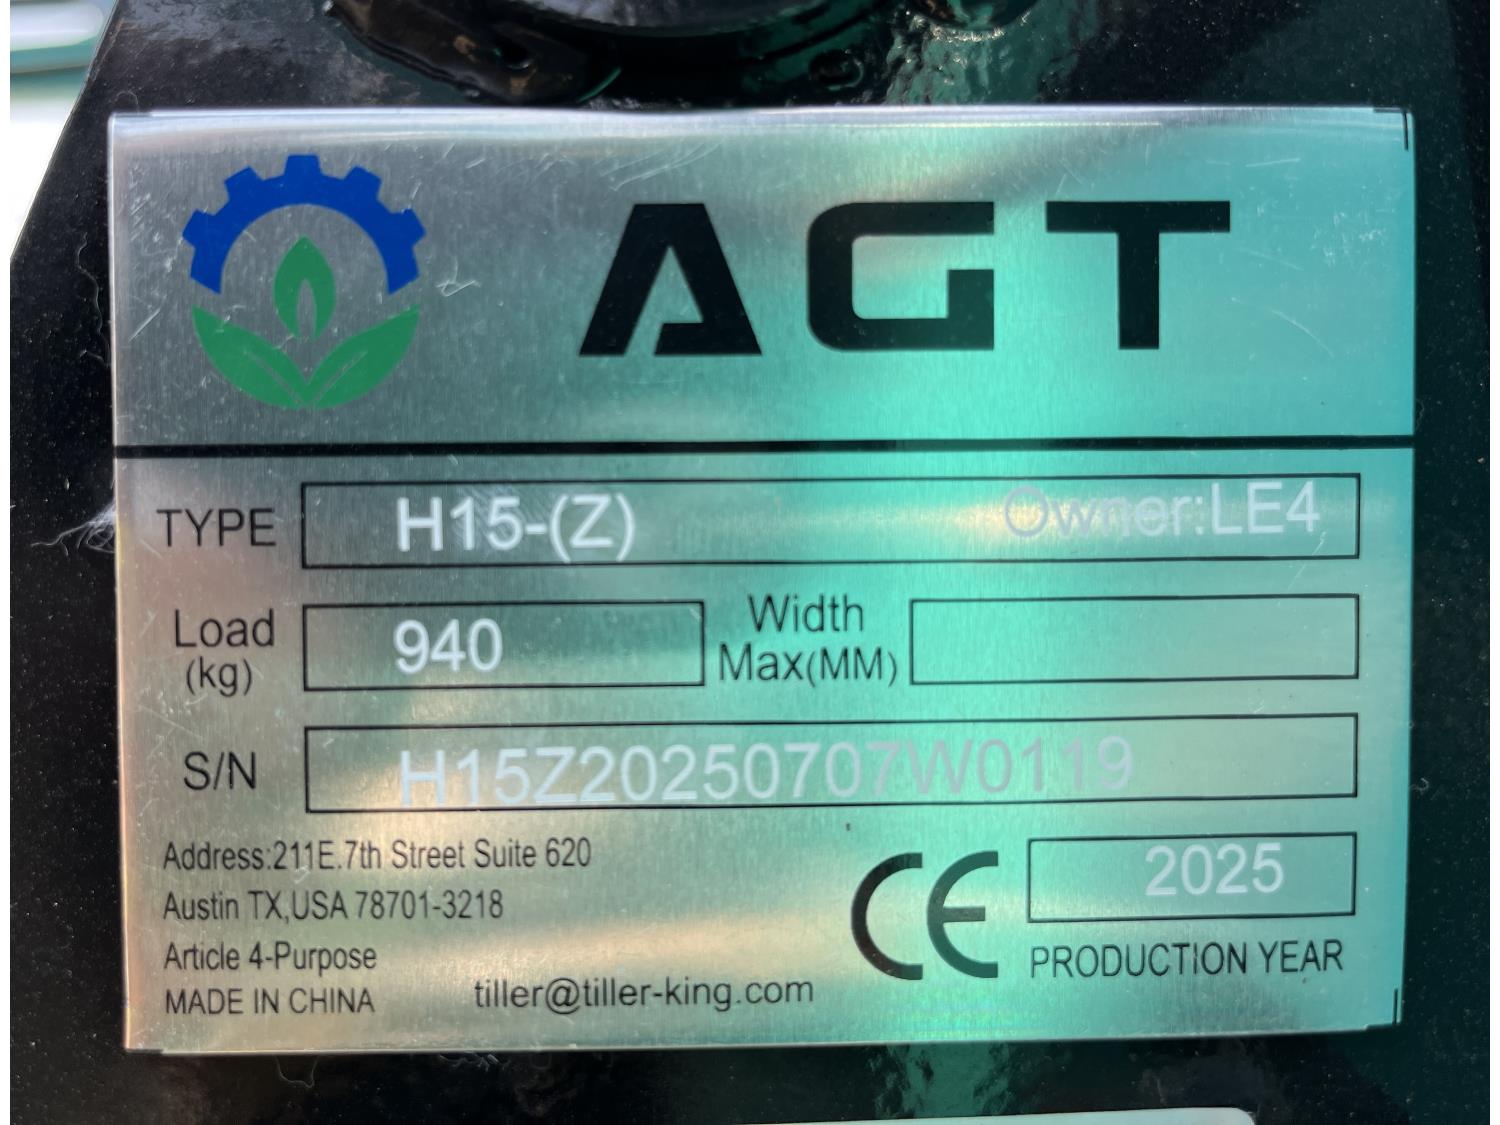 AGT
TYPE H15-(Z) Owner:LE4
Load (kg) 940 Width Max(MM)
S/N H15Z20250707W0119
Address:211E.7th Street Suite 620
Austin TX,USA 78701-3218
Article 4-Purpose
MADE IN CHINA
tiller@tiller-king.com
CE 2025
PRODUCTION YEAR